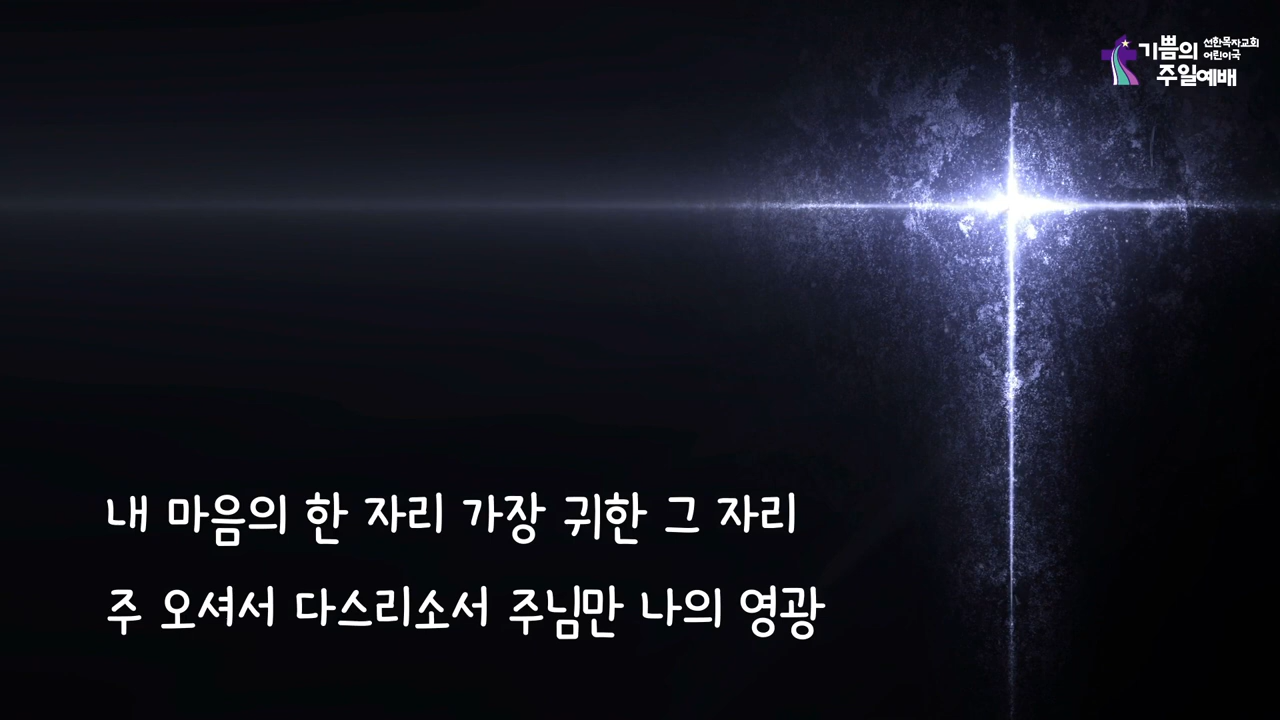 기쁨의
주일예배
선한목자교회
어린이국
내 마음의 한 자리 가장 귀한 그 자리
주 오셔서 다스리소서 주님만 나의 영광